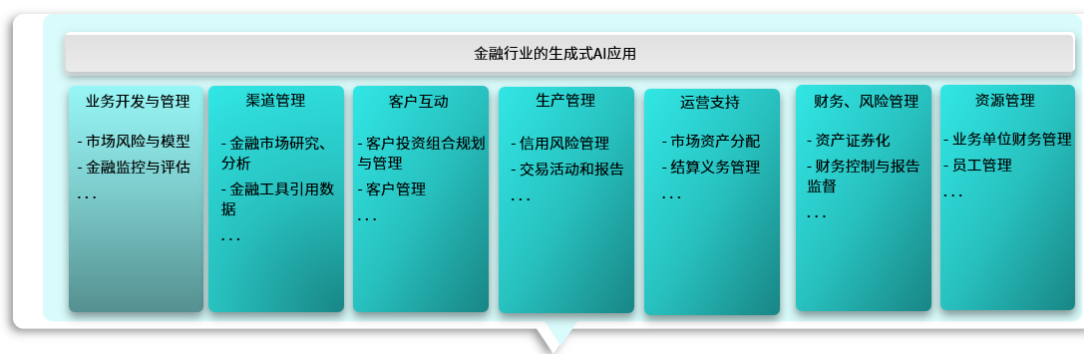 金融行业的生成式AI应用
业务开发与管理
- 市场风险与模型
- 金融监控与评估
...
渠道管理
- 金融市场研究、
分析
- 金融工具引用数
据
...
客户互动
- 客户投资组合规划
与管理
- 客户管理
...
生产管理
- 信用风险管理
- 交易活动和报告
...
运营支持
- 市场资产分配
- 结算义务管理
...
财务、风险管理
- 资产证券化
- 财务控制与报告
监督
...
资源管理
- 业务单位财务管理
- 员工管理
...